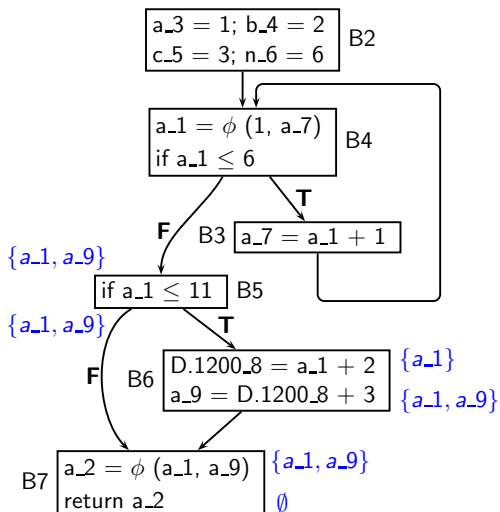 a_3 = 1; b_4 = 2
c_5 = 3; n_6 = 6
B2
a_1 = ϕ (1, a_7)
if a_1 ≤ 6
B4
T
F
B3
a_7 = a_1 + 1
{a_1, a_9}
if a_1 ≤ 11
B5
{a_1, a_9}
T
F
B6
D.1200_8 = a_1 + 2
a_9 = D.1200_8 + 3
{a_1}
{a_1, a_9}
B7
a_2 = ϕ (a_1, a_9)
return a_2
{a_1, a_9}
∅